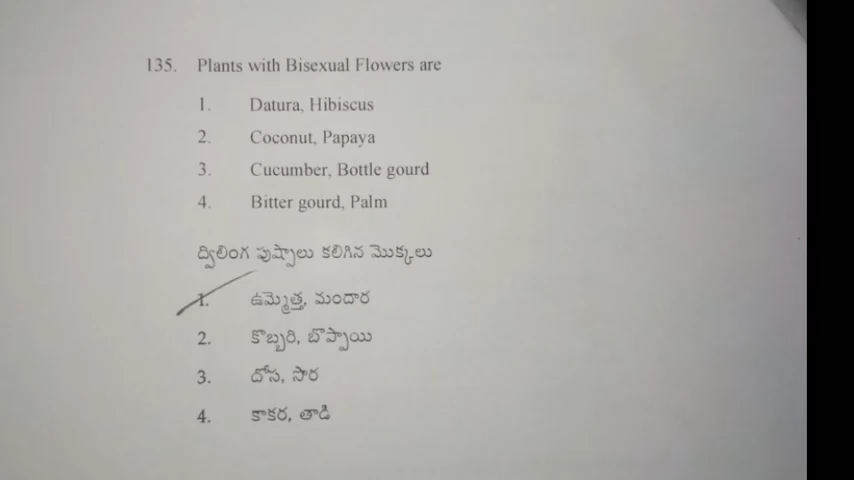 135. Plants with Bisexual Flowers are
1. Datura, Hibiscus
2. Coconut, Papaya
3. Cucumber, Bottle gourd
4. Bitter gourd, Palm
ద్విలింగ పుష్పాలు కలిగిన మొక్కలు
1. ఉమ్మెత్త, మందార
2. కొబ్బరి, బొప్పాయి
3. దోస, సొర
4. కాకర, తాడి